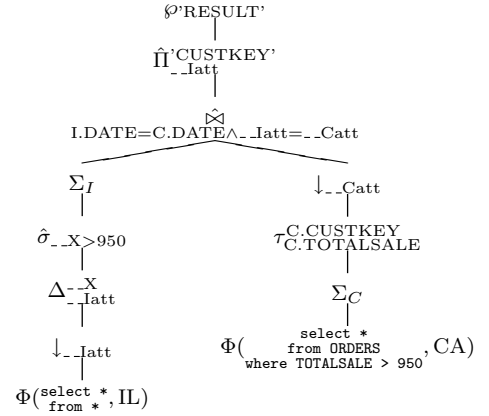 ℘'RESULT'
Π̂'CUSTKEY'
__Iatt
⋈̂
I.DATE=C.DATE∧__Iatt=__Catt
Σ_I
↓__Catt
σ̂__X>950
τ^C.CUSTKEY
C.TOTALSALE
Δ__X
__Iatt
Σ_C
↓__Iatt
Φ(select *
from ORDERS
where TOTALSALE > 950, CA)
Φ(select *
from *, IL)